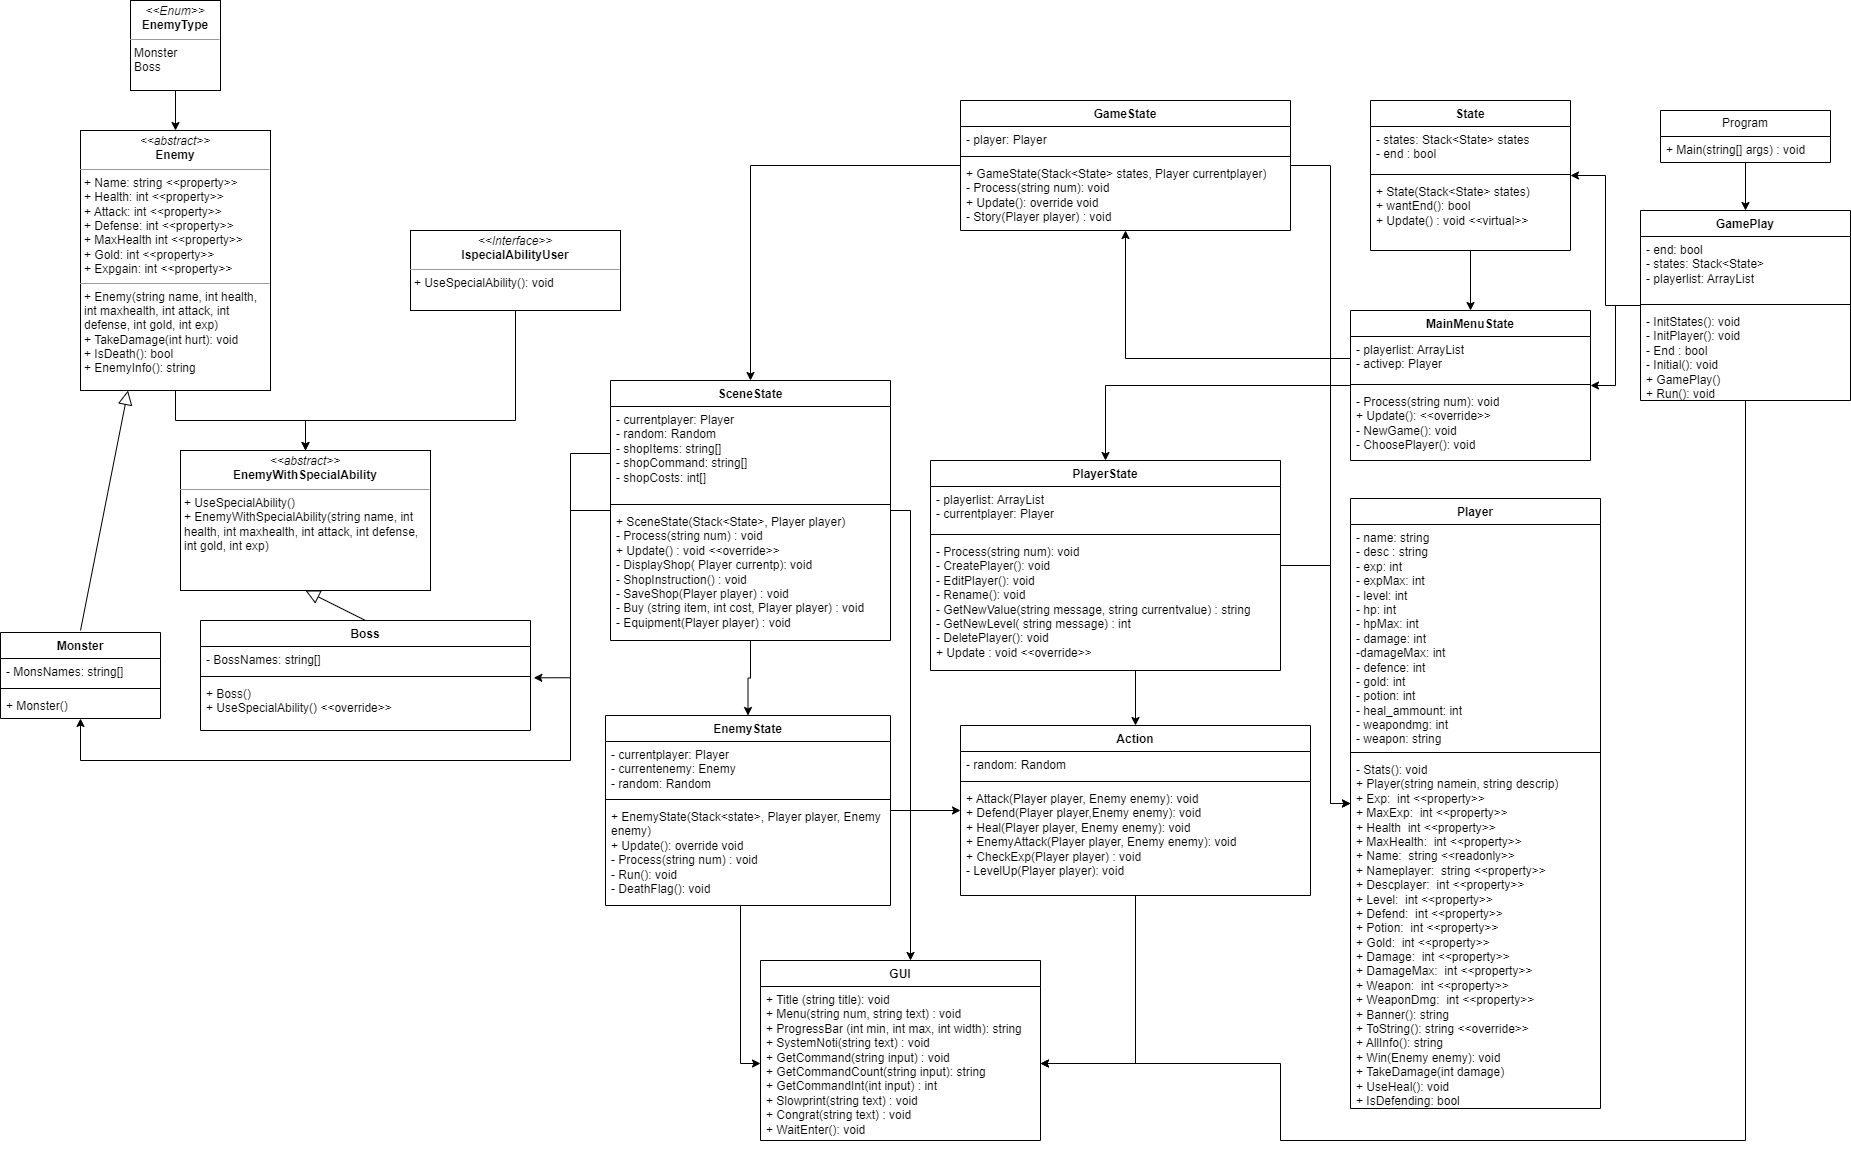 <<Enum>>
EnemyType
Monster
Boss
<<abstract>>
Enemy
+ Name: string <<property>>
+ Health: int <<property>>
+ Attack: int <<property>>
+ Defense: int <<property>>
+ MaxHealth int <<property>>
+ Gold: int <<property>>
+ Expgain: int <<property>>
+ Enemy(string name, int health,
int maxhealth, int attack, int
defense, int gold, int exp)
+ TakeDamage(int hurt): void
+ IsDeath(): bool
+ EnemyInfo(): string
<<Interface>>
IspecialAbilityUser
+ UseSpecialAbility(): void
<<abstract>>
EnemyWithSpecialAbility
+ UseSpecialAbility()
+ EnemyWithSpecialAbility(string name, int
health, int maxhealth, int attack, int defense,
int gold, int exp)
Monster
- MonsNames: string[]
+ Monster()
Boss
- BossNames: string[]
+ Boss()
+ UseSpecialAbility() <<override>>
GameState
- player: Player
+ GameState(Stack<State> states, Player currentplayer)
- Process(string num): void
+ Update(): override void
- Story(Player player) : void
State
- states: Stack<State> states
- end : bool
+ State(Stack<State> states)
+ wantEnd(): bool
+ Update() : void <<virtual>>
Program
+ Main(string[] args) : void
GamePlay
- end: bool
- states: Stack<State>
- playerlist: ArrayList
- InitStates(): void
- InitPlayer(): void
- End : bool
- Initial(): void
+ GamePlay()
+ Run(): void
MainMenuState
- playerlist: ArrayList
- activep: Player
- Process(string num): void
+ Update(): <<override>>
- NewGame(): void
- ChoosePlayer(): void
SceneState
- currentplayer: Player
- random: Random
- shopItems: string[]
- shopCommand: string[]
- shopCosts: int[]
+ SceneState(Stack<State>, Player player)
- Process(string num) : void
+ Update() : void <<override>>
- DisplayShop( Player currentp): void
- ShopInstruction() : void
- SaveShop(Player player) : void
- Buy (string item, int cost, Player player) : void
- Equipment(Player player) : void
PlayerState
- playerlist: ArrayList
- currentplayer: Player
- Process(string num): void
- CreatePlayer(): void
- EditPlayer(): void
- Rename(): void
- GetNewValue(string message, string currentvalue) : string
- GetNewLevel( string message) : int
- DeletePlayer(): void
+ Update : void <<override>>
Player
- name: string
- desc : string
- exp: int
- expMax: int
- level: int
- hp: int
- hpMax: int
- damage: int
-damageMax: int
- defence: int
- gold: int
- potion: int
- heal_ammount: int
- weapondmg: int
- weapon: string
- Stats(): void
+ Player(string namein, string descrip)
+ Exp:  int <<property>>
+ MaxExp:  int <<property>>
+ Health  int <<property>>
+ MaxHealth:  int <<property>>
+ Name:  string <<readonly>>
+ Nameplayer:  string <<property>>
+ Descplayer:  int <<property>>
+ Level:  int <<property>>
+ Defend:  int <<property>>
+ Potion:  int <<property>>
+ Gold:  int <<property>>
+ Damage:  int <<property>>
+ DamageMax:  int <<property>>
+ Weapon:  int <<property>>
+ WeaponDmg:  int <<property>>
+ Banner(): string
+ ToString(): string <<override>>
+ AllInfo(): string
+ Win(Enemy enemy): void
+ TakeDamage(int damage)
+ UseHeal(): void
+ IsDefending: bool
EnemyState
- currentplayer: Player
- currentenemy: Enemy
- random: Random
+ EnemyState(Stack<state>, Player player, Enemy
enemy)
+ Update(): override void
- Process(string num) : void
- Run(): void
- DeathFlag(): void
Action
- random: Random
+ Attack(Player player, Enemy enemy): void
+ Defend(Player player,Enemy enemy): void
+ Heal(Player player, Enemy enemy): void
+ EnemyAttack(Player player, Enemy enemy): void
+ CheckExp(Player player) : void
- LevelUp(Player player): void
GUI
+ Title (string title): void
+ Menu(string num, string text) : void
+ ProgressBar (int min, int max, int width): string
+ SystemNoti(string text) : void
+ GetCommand(string input) : void
+ GetCommandCount(string input): string
+ GetCommandInt(int input) : int
+ Slowprint(string text) : void
+ Congrat(string text) : void
+ WaitEnter(): void